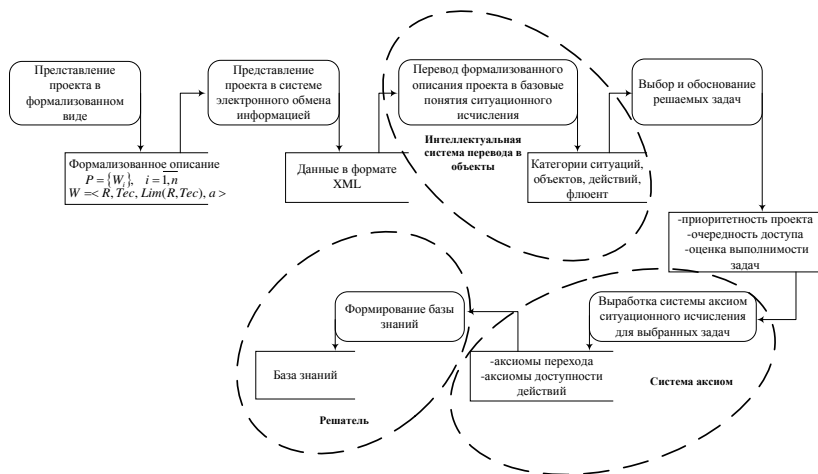 Прелставление
проекта в
формализованном
виде
Представление
проекта в системе
электронного обмена
информацией
Перевод формализованного
описания проекта в базовые
понятия ситуационного
исчисления
Выбор и обоснование
решаемых задач
Формализованное описание
P = {W_i}, i = \overline{1, n}
W =< R, Tec, Lim(R, Tec), a >
Данные в формате
XML
Интеллектуальная
система перевода в
объекты
Категории ситуаций,
объектов, действий,
флюент
-приоритетность проекта
-очередность доступа
-оценка выполнимости
задач
Выработка системы аксиом
ситуационного исчисления
для выбранных задач
Формирование базы
знаний
База знаний
-аксиомы перехода
-аксиомы доступности
действий
Система аксиом
Решатель